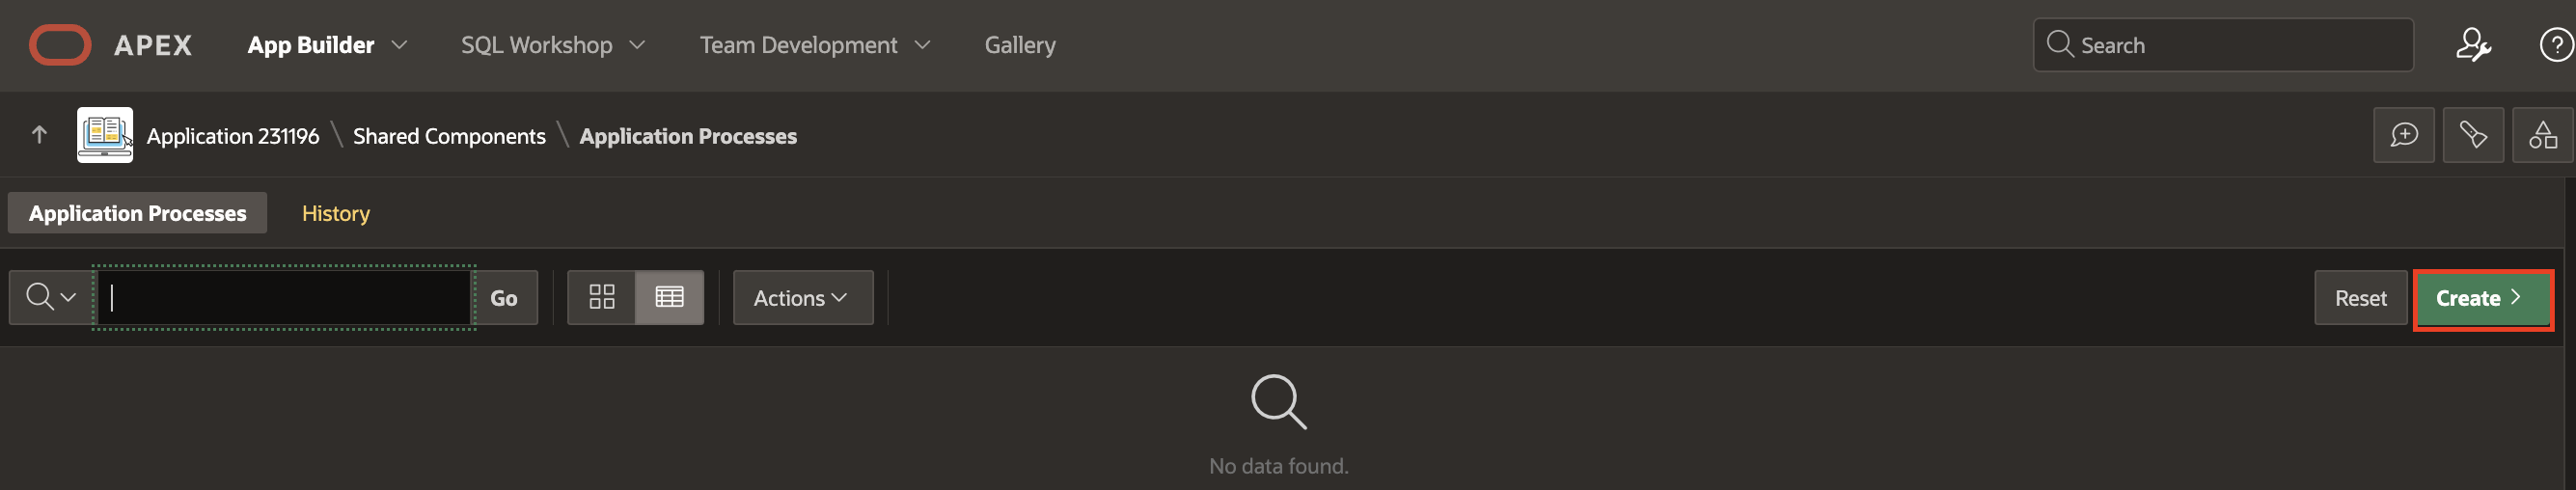 APEX App Builder SQL Workshop Team Development Gallery Search ?
Application 231196 \ Shared Components \ Application Processes
Application Processes History
Go Actions Reset Create
No data found.